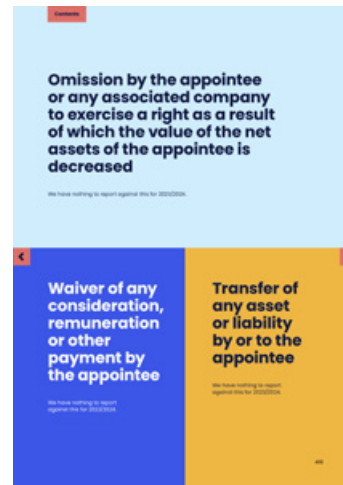 Contents
Omission by the appointee
or any associated company
to exercise a right as a result
of which the value of the net
assets of the appointee is
decreased
We have nothing to report against this for 2023/2024.
Waiver of any
consideration,
remuneration
or other
payment by
the appointee
We have nothing to report
against this for 2023/2024.
Transfer of
any asset
or liability
by or to the
appointee
We have nothing to report
against this for 2023/2024.